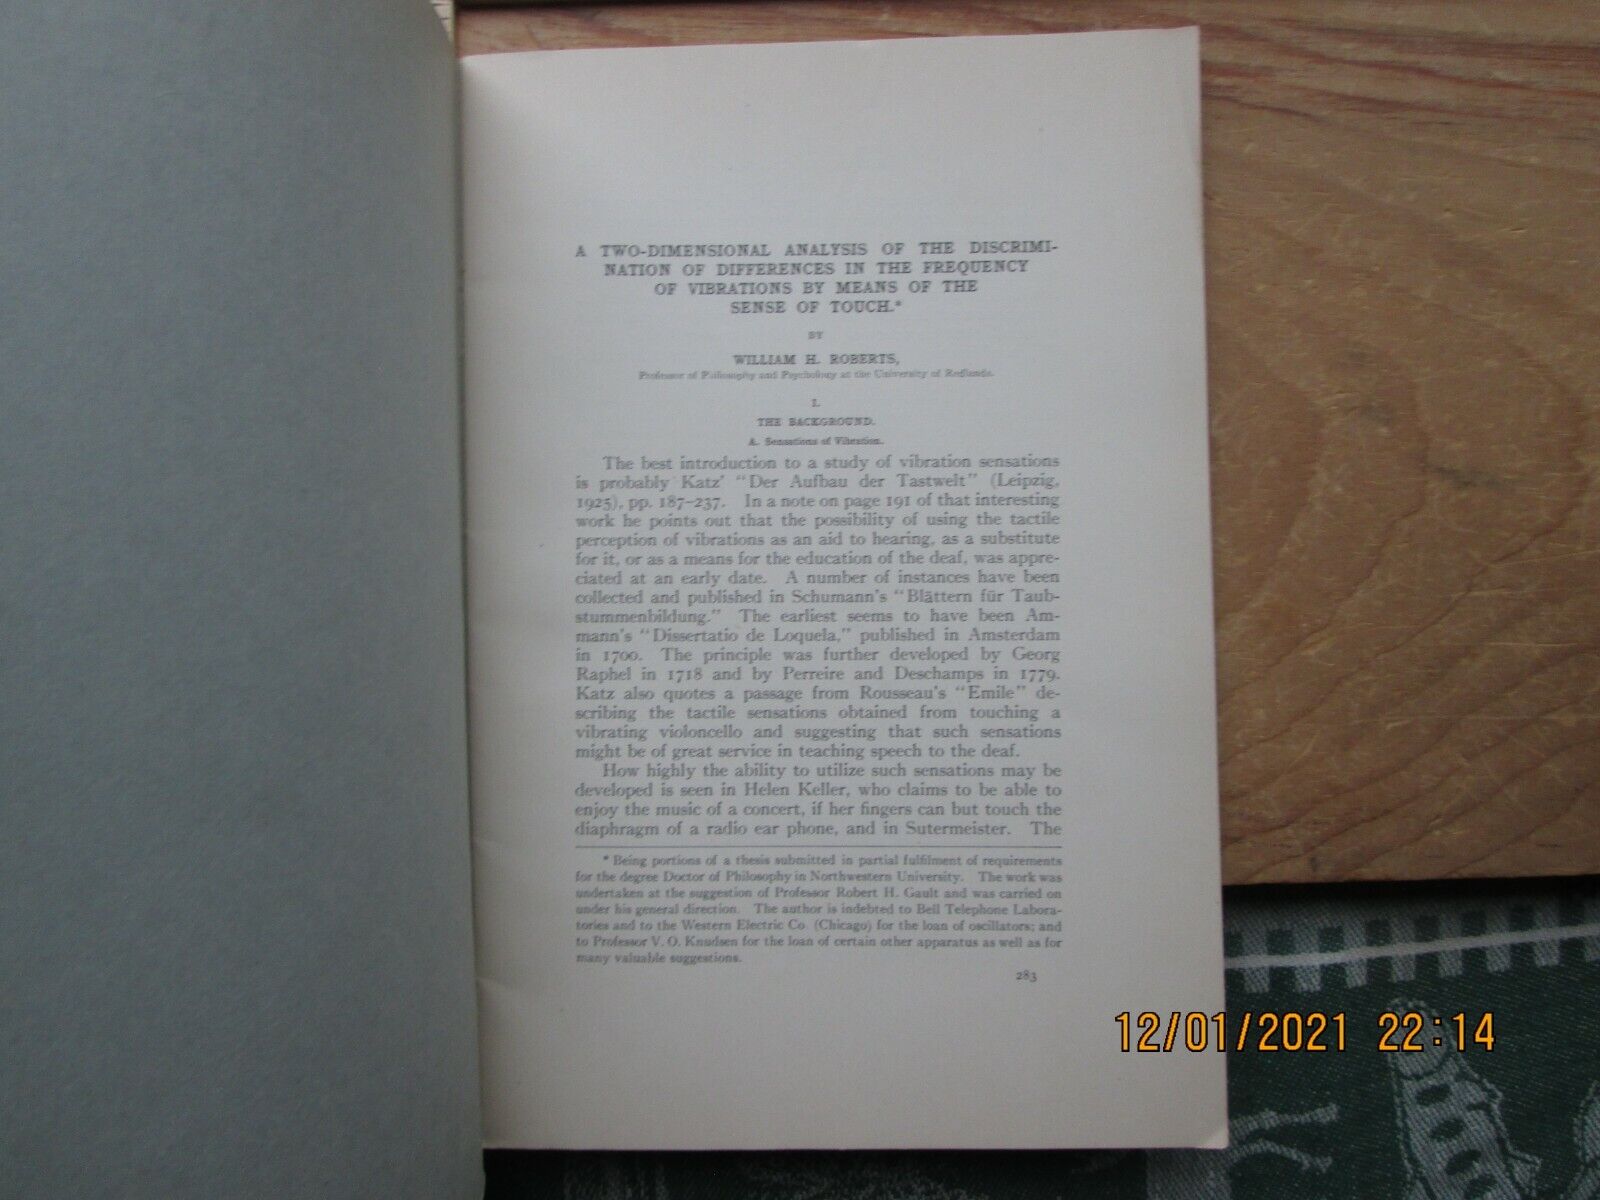 A TWO-DIMENSIONAL ANALYSIS OF THE DISCRIMI-
NATION OF DIFFERENCES IN THE FREQUENCY
OF VIBRATIONS BY MEANS OF THE
SENSE OF TOUCH.*
BY
WILLIAM H. ROBERTS,
Professor of Philosophy and Psychology at the University of Redlands.
I.
THE BACKGROUND.
A. Sensations of Vibration.
The best introduction to a study of vibration sensations
is probably Katz' "Der Aufbau der Tastwelt" (Leipzig,
1925), pp. 187–237. In a note on page 191 of that interesting
work he points out that the possibility of using the tactile
perception of vibrations as an aid to hearing, as a substitute
for it, or as a means for the education of the deaf, was appre-
ciated at an early date. A number of instances have been
collected and published in Schumann's "Blättern für Taub-
stummenbildung." The earliest seems to have been Am-
mann's "Dissertatio de Loquela," published in Amsterdam
in 1700. The principle was further developed by Georg
Raphel in 1718 and by Perreire and Deschamps in 1779.
Katz also quotes a passage from Rousseau's "Emile" de-
scribing the tactile sensations obtained from touching a
vibrating violoncello and suggesting that such sensations
might be of great service in teaching speech to the deaf.
How highly the ability to utilize such sensations may be
developed is seen in Helen Keller, who claims to be able to
enjoy the music of a concert, if her fingers can but touch the
diaphragm of a radio ear phone, and in Sutermeister. The
* Being portions of a thesis submitted in partial fulfilment of requirements
for the degree Doctor of Philosophy in Northwestern University. The work was
undertaken at the suggestion of Professor Robert H. Gault and was carried on
under his general direction. The author is indebted to Bell Telephone Labora-
tories and to the Western Electric Co. (Chicago) for the loan of oscillators; and
to Professor V. O. Knudsen for the loan of certain other apparatus as well as for
many valuable suggestions.
283
12/01/2021 22:14